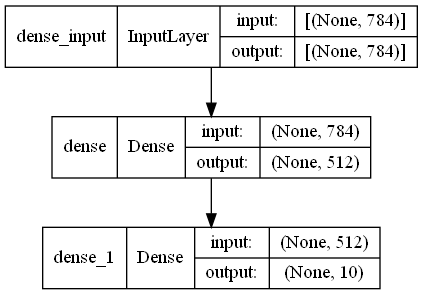 dense_input InputLayer input: [(None, 784)]
output: [(None, 784)]
dense Dense input: (None, 784)
output: (None, 512)
dense_1 Dense input: (None, 512)
output: (None, 10)